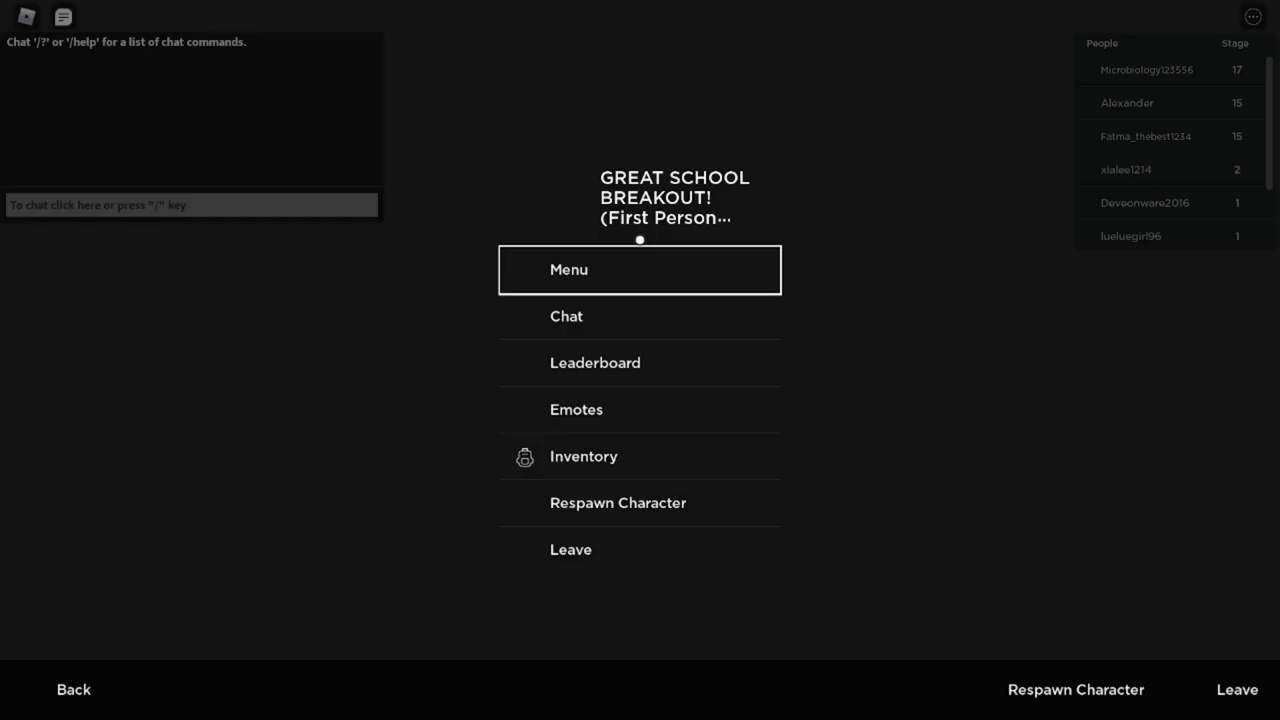 Chat '/?' or '/help' for a list of chat commands.
To chat click here or press "/" key
People Stage
Microbiology123556 17
Alexander 15
Fatma_thebest1234 15
xialee1214 2
Deveonware2016 1
lueluegirl96 1
GREAT SCHOOL
BREAKOUT!
(First Person...
Menu
Chat
Leaderboard
Emotes
Inventory
Respawn Character
Leave
Back
Respawn Character
Leave